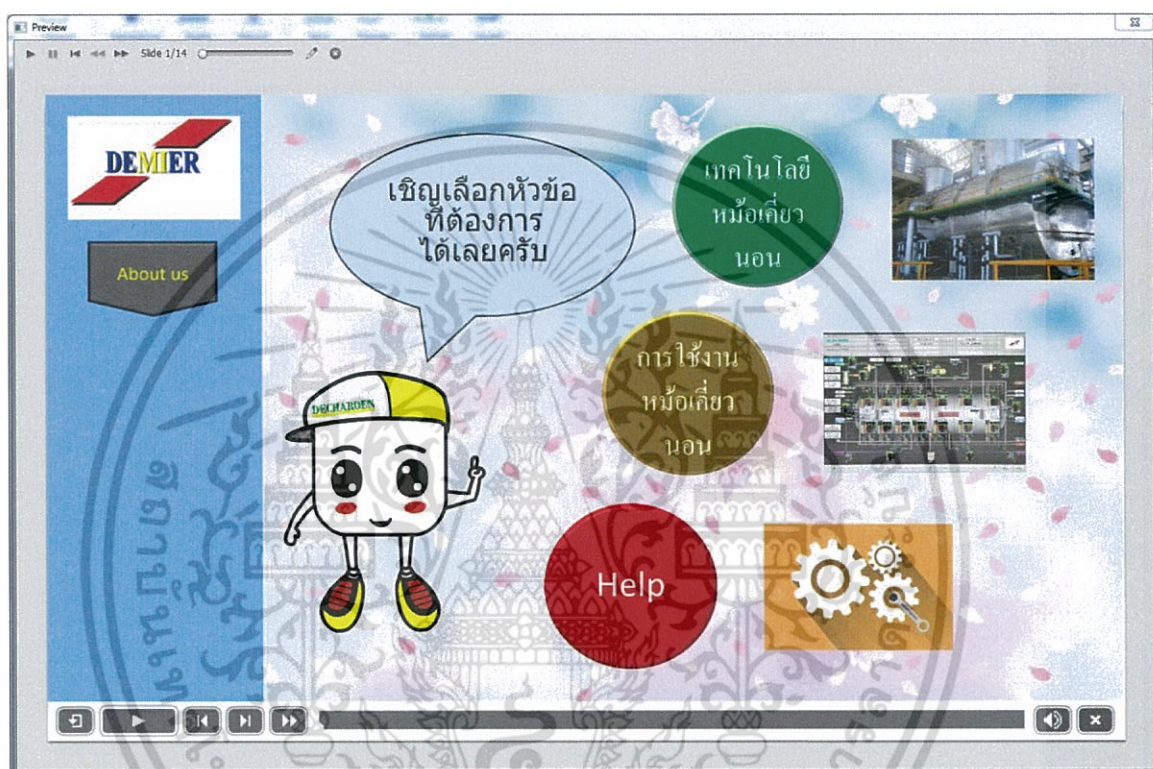 Preview
Slide 1/14
DEMIER
About us
เชิญเลือกหัวข้อ
ที่ต้องการ
ได้เลยครับ
DECHAROEN
เทคโนโลยี
หม้อเคี่ยว
นอน
การใช้งาน
หม้อเคี่ยว
นอน
Help